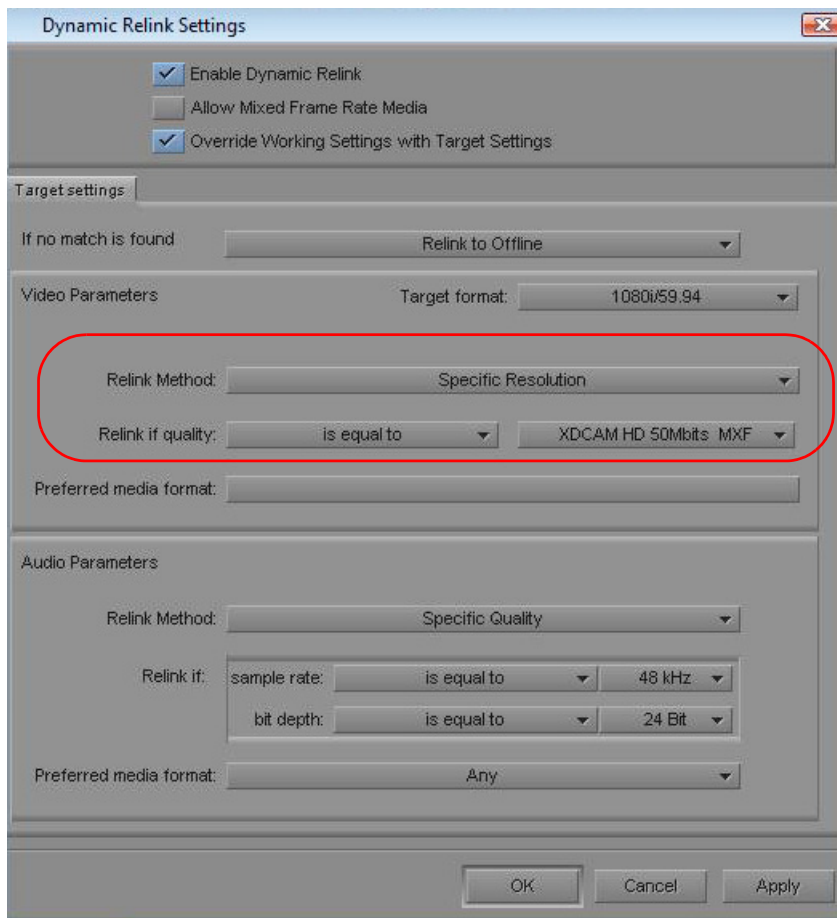 Dynamic Relink Settings
Enable Dynamic Relink
Allow Mixed Frame Rate Media
Override Working Settings with Target Settings
Target settings
If no match is found Relink to Offline
Video Parameters Target format: 1080i/59.94
Relink Method: Specific Resolution
Relink if quality: is equal to XDCAM HD 50Mbits MXF
Preferred media format:
Audio Parameters
Relink Method: Specific Quality
Relink if: sample rate: is equal to 48 kHz
bit depth: is equal to 24 Bit
Preferred media format: Any
OK Cancel Apply